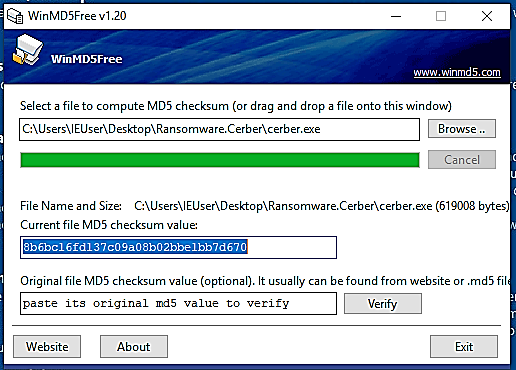 WinMD5Free v1.20
WinMD5Free
www.winmd5.com
Select a file to compute MD5 checksum (or drag and drop a file onto this window)
C:\Users\IEUser\Desktop\Ransomware.Cerber\cerber.exe
Browse ..
Cancel
File Name and Size: C:\Users\IEUser\Desktop\Ransomware.Cerber\cerber.exe (619008 bytes)
Current file MD5 checksum value:
8b6bc16fd137c09a08b02bbe1bb7d670
Original file MD5 checksum value (optional). It usually can be found from website or .md5 file
paste its original md5 value to verify
Verify
Website
About
Exit